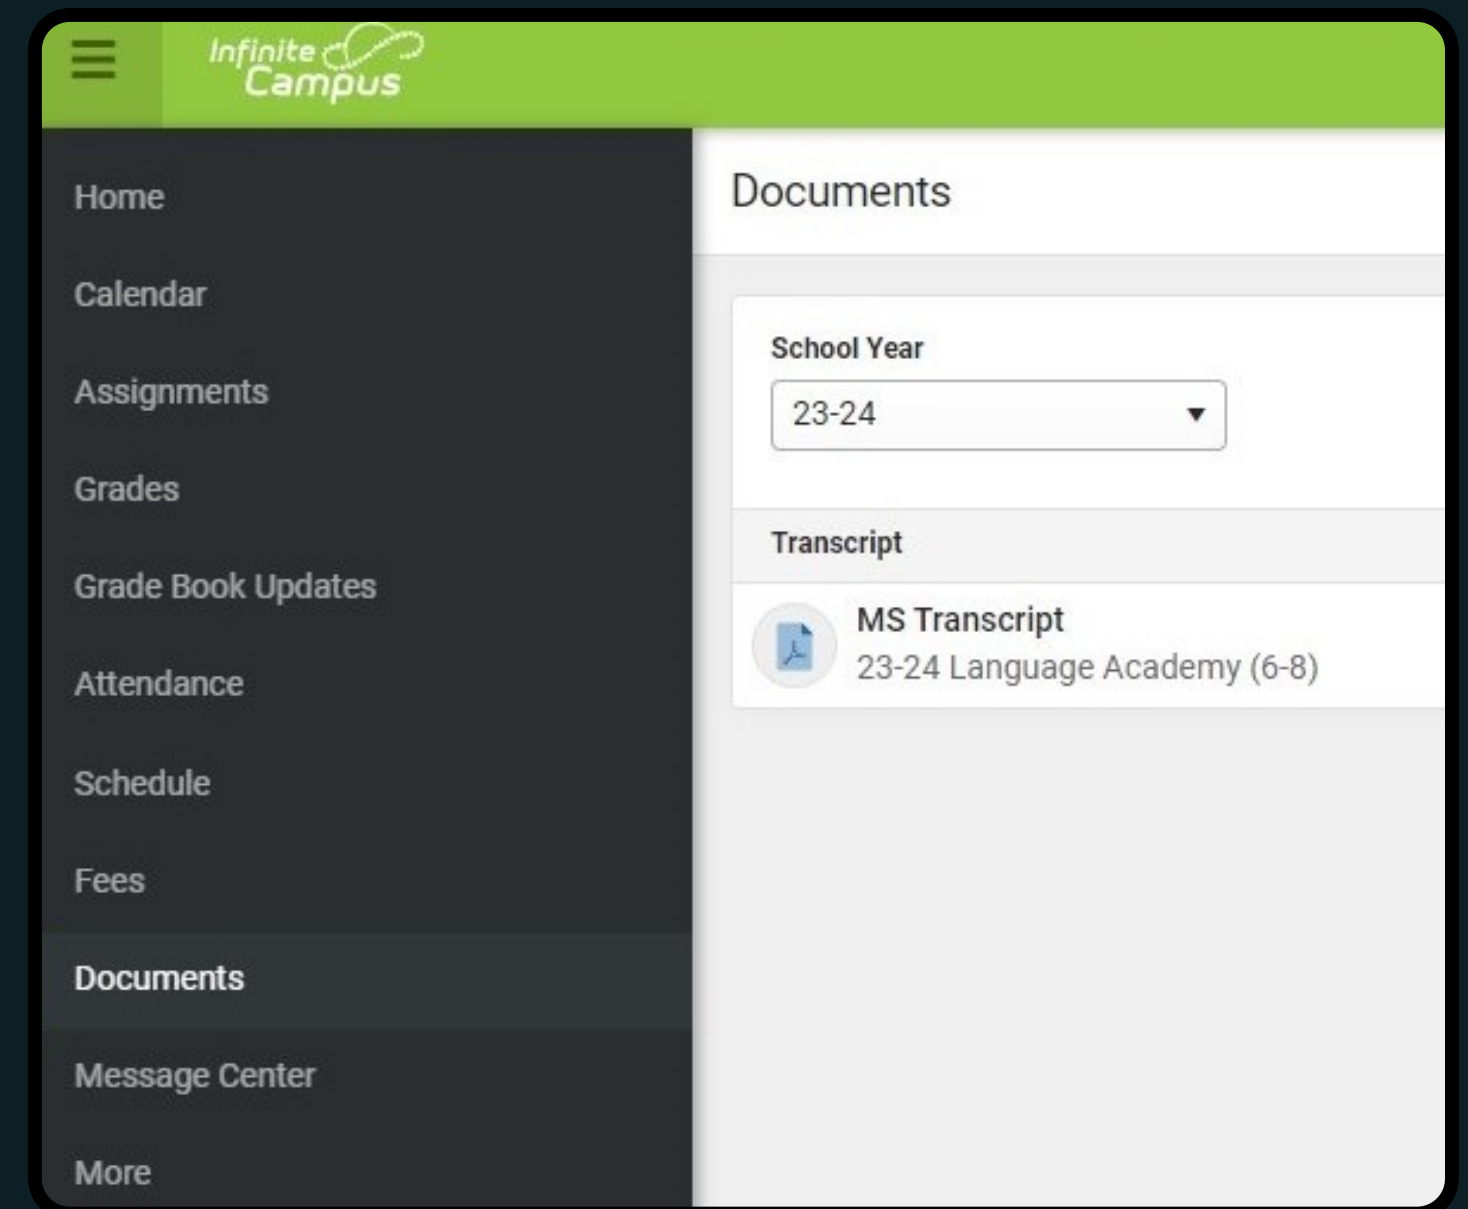 Infinite
Campus
Home
Calendar
Assignments
Grades
Grade Book Updates
Attendance
Schedule
Fees
Documents
Message Center
More
Documents
School Year
23-24
Transcript
MS Transcript
23-24 Language Academy (6-8)